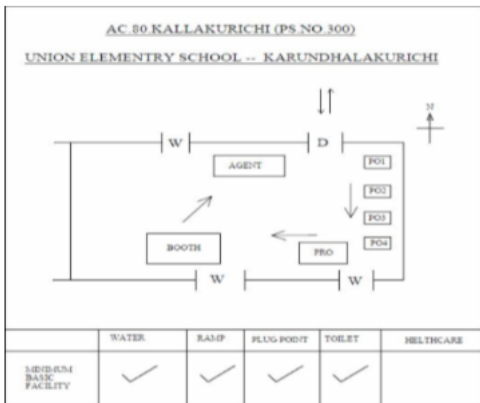 AC.80 KALLAKURICHI (PS.NO 300)
UNION ELEMENTRY SCHOOL -- KARUNDHALAKURICHI
N
W D
AGENT PO1
PO2
PO3
BOOTH PRO PO4
W W
WATER RAMP PLUG POINT TOILET HELTHCARE
MINIMUM
BASIC
FACILITY